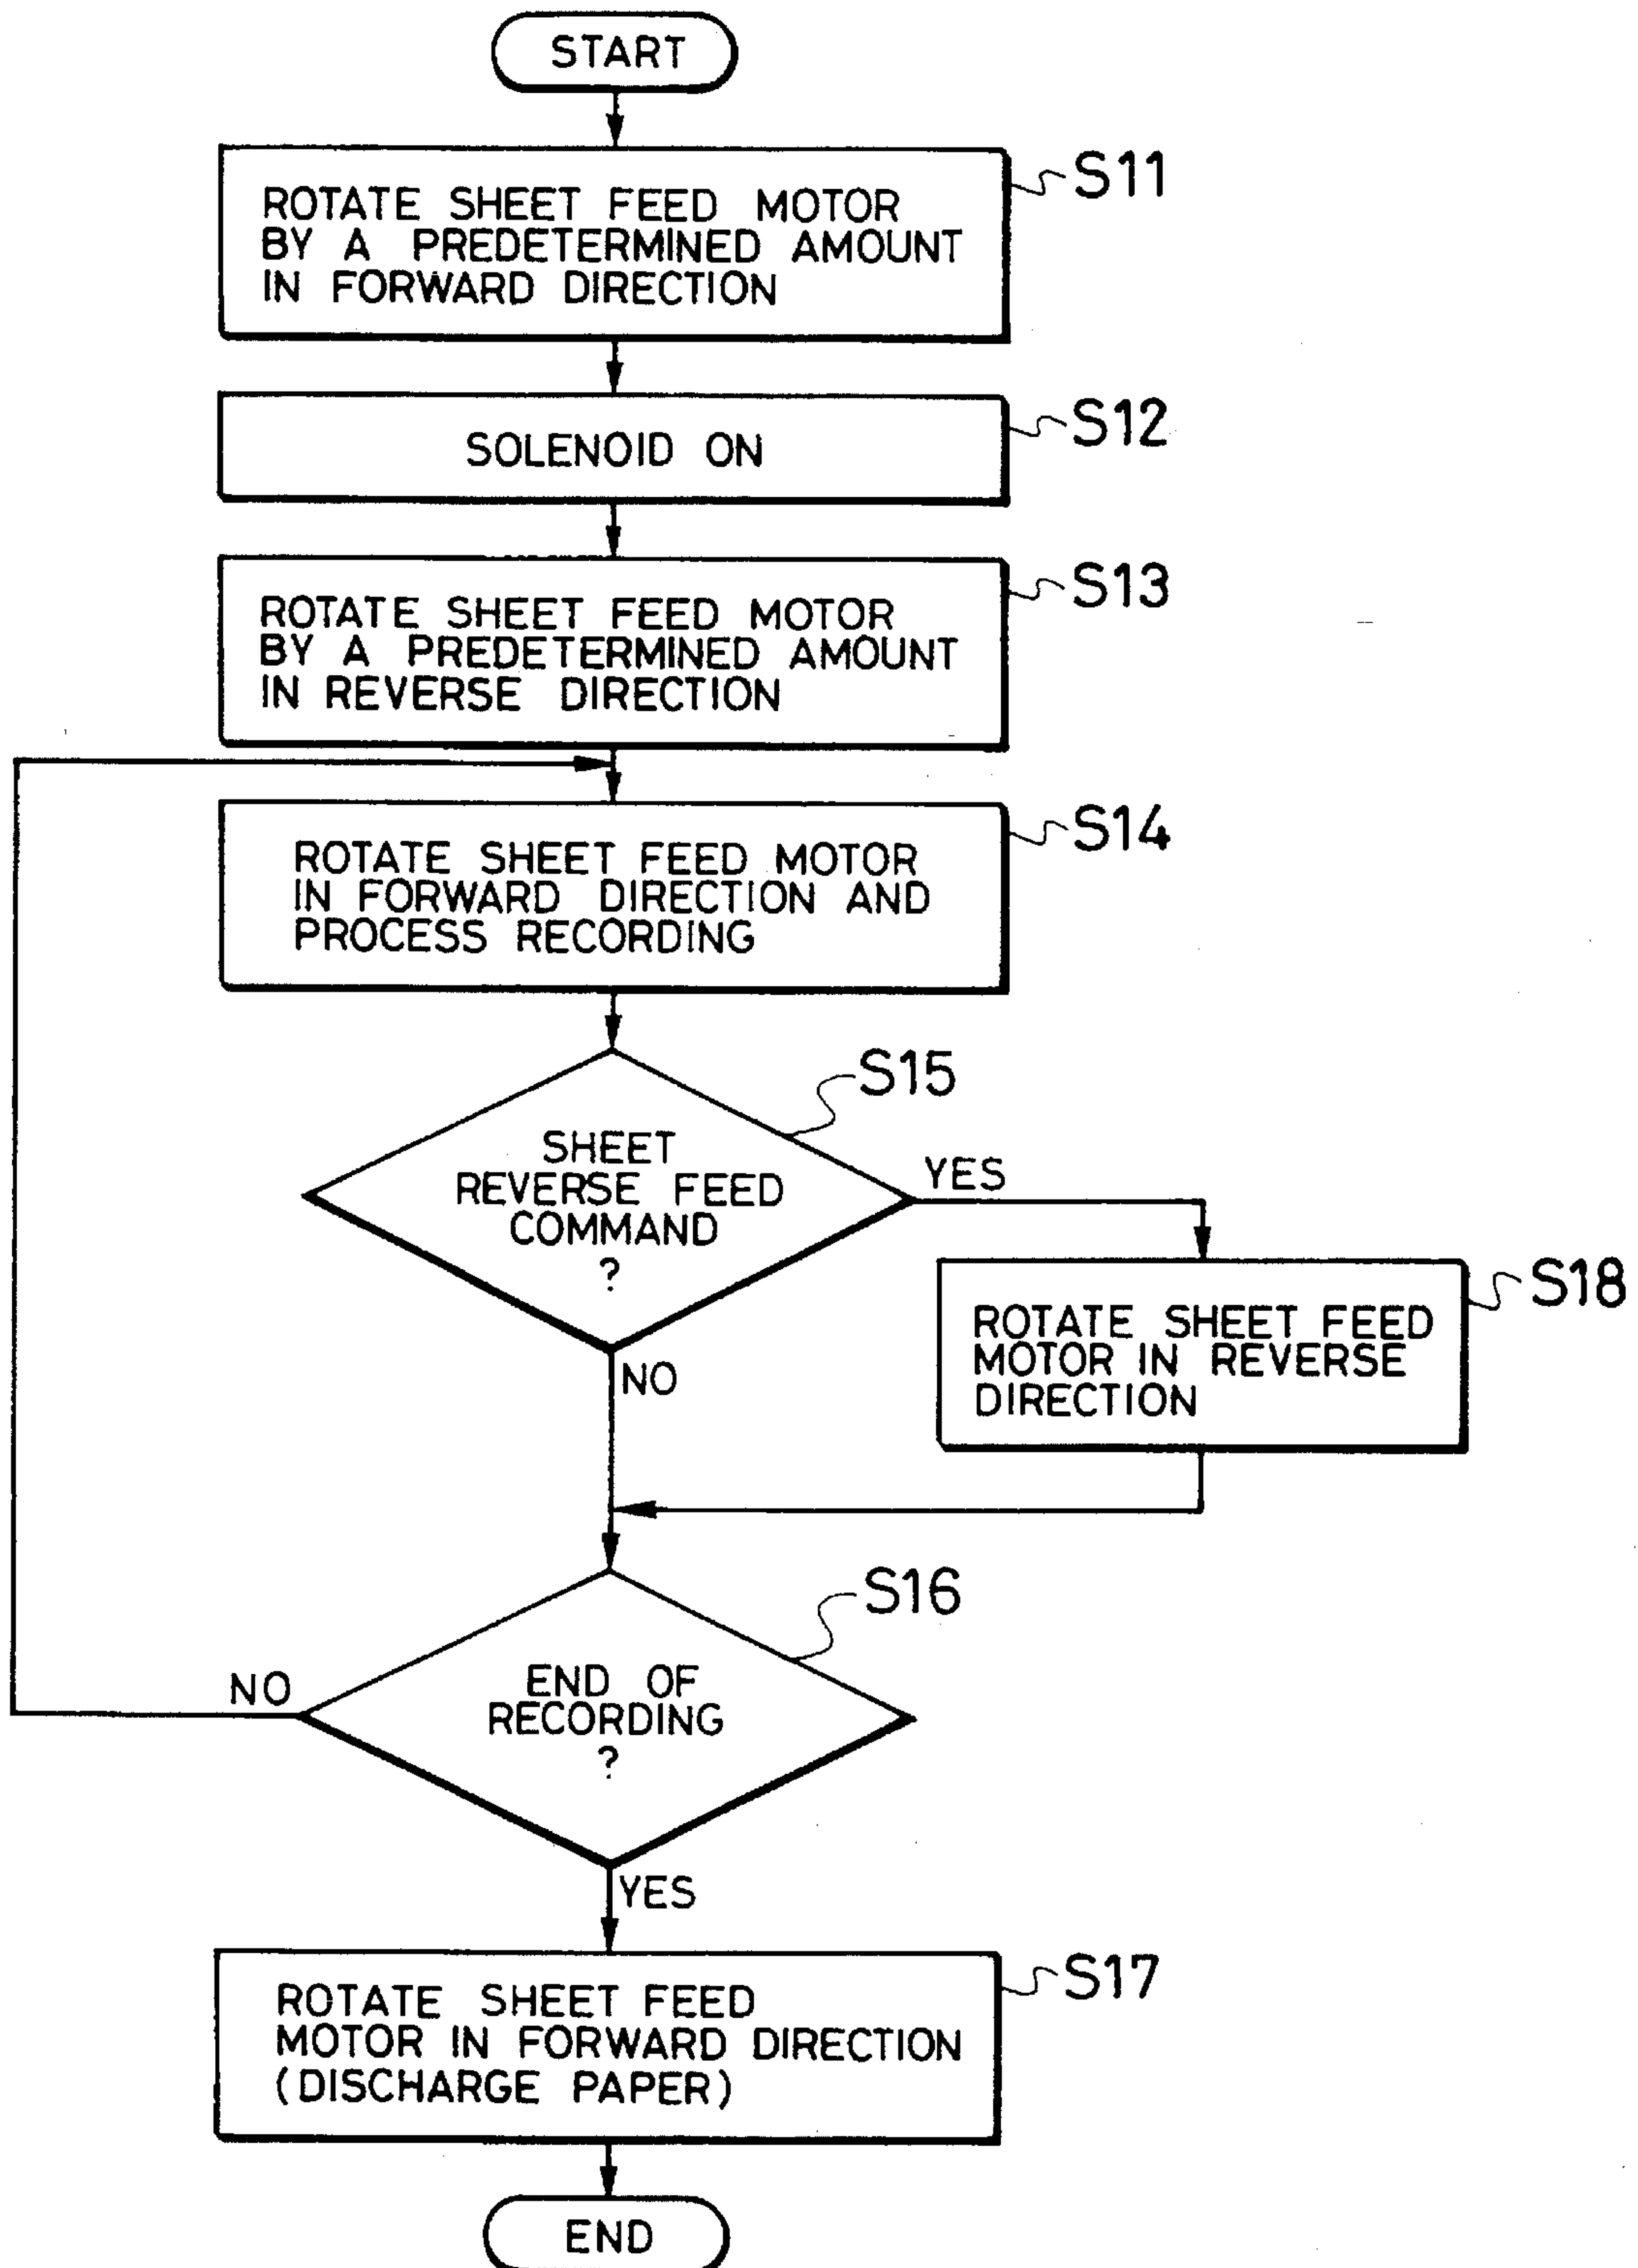 START
ROTATE SHEET FEED MOTOR
BY A PREDETERMINED AMOUNT
IN FORWARD DIRECTION
S11
SOLENOID ON
S12
ROTATE SHEET FEED MOTOR
BY A PREDETERMINED AMOUNT
IN REVERSE DIRECTION
S13
ROTATE SHEET FEED MOTOR
IN FORWARD DIRECTION AND
PROCESS RECORDING
S14
SHEET
REVERSE FEED
COMMAND
?
S15
YES
NO
ROTATE SHEET FEED
MOTOR IN REVERSE
DIRECTION
S18
END OF
RECORDING
?
S16
NO
YES
ROTATE SHEET FEED
MOTOR IN FORWARD DIRECTION
(DISCHARGE PAPER)
S17
END